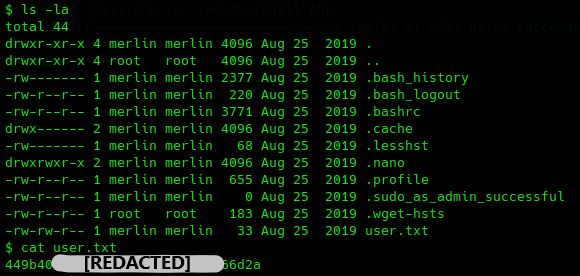 $ ls -la
total 44
drwxr-xr-x 4 merlin merlin 4096 Aug 25  2019 .
drwxr-xr-x 4 root   root   4096 Aug 25  2019 ..
-rw------- 1 merlin merlin 2377 Aug 25  2019 .bash_history
-rw-r--r-- 1 merlin merlin  220 Aug 25  2019 .bash_logout
-rw-r--r-- 1 merlin merlin 3771 Aug 25  2019 .bashrc
drwx------ 2 merlin merlin 4096 Aug 25  2019 .cache
-rw------- 1 merlin merlin   68 Aug 25  2019 .lesshst
drwxrwxr-x 2 merlin merlin 4096 Aug 25  2019 .nano
-rw-r--r-- 1 merlin merlin  655 Aug 25  2019 .profile
-rw-r--r-- 1 merlin merlin    0 Aug 25  2019 .sudo_as_admin_successful
-rw-r--r-- 1 root   root    183 Aug 25  2019 .wget-hsts
-rw-rw-r-- 1 merlin merlin   33 Aug 25  2019 user.txt
$ cat user.txt
449b40 [REDACTED] 66d2a